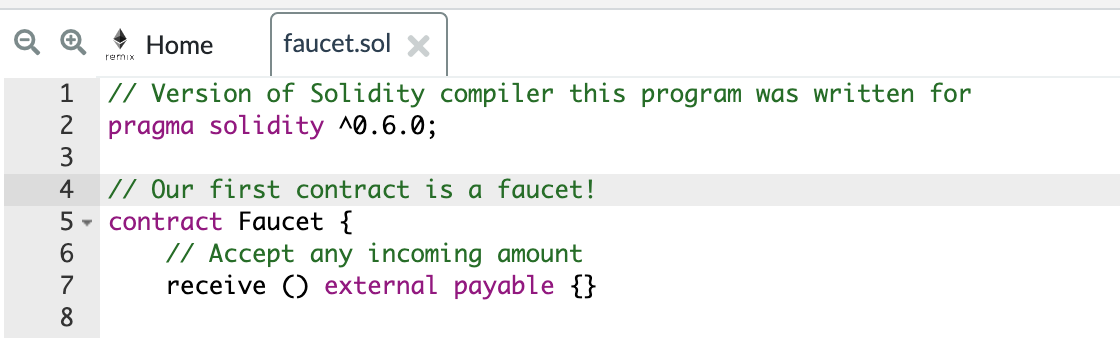 remix Home faucet.sol
1 // Version of Solidity compiler this program was written for
2 pragma solidity ^0.6.0;
3
4 // Our first contract is a faucet!
5 contract Faucet {
6     // Accept any incoming amount
7     receive () external payable {}
8